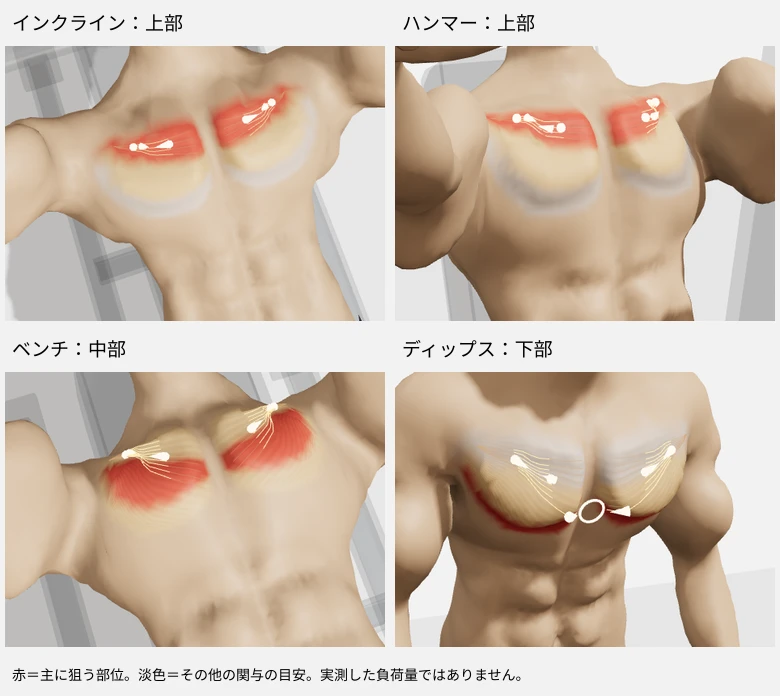 インクライン：上部
ハンマー：上部
ベンチ：中部
ディップス：下部
赤＝主に狙う部位。淡色＝その他の関与の目安。実測した負荷量ではありません。